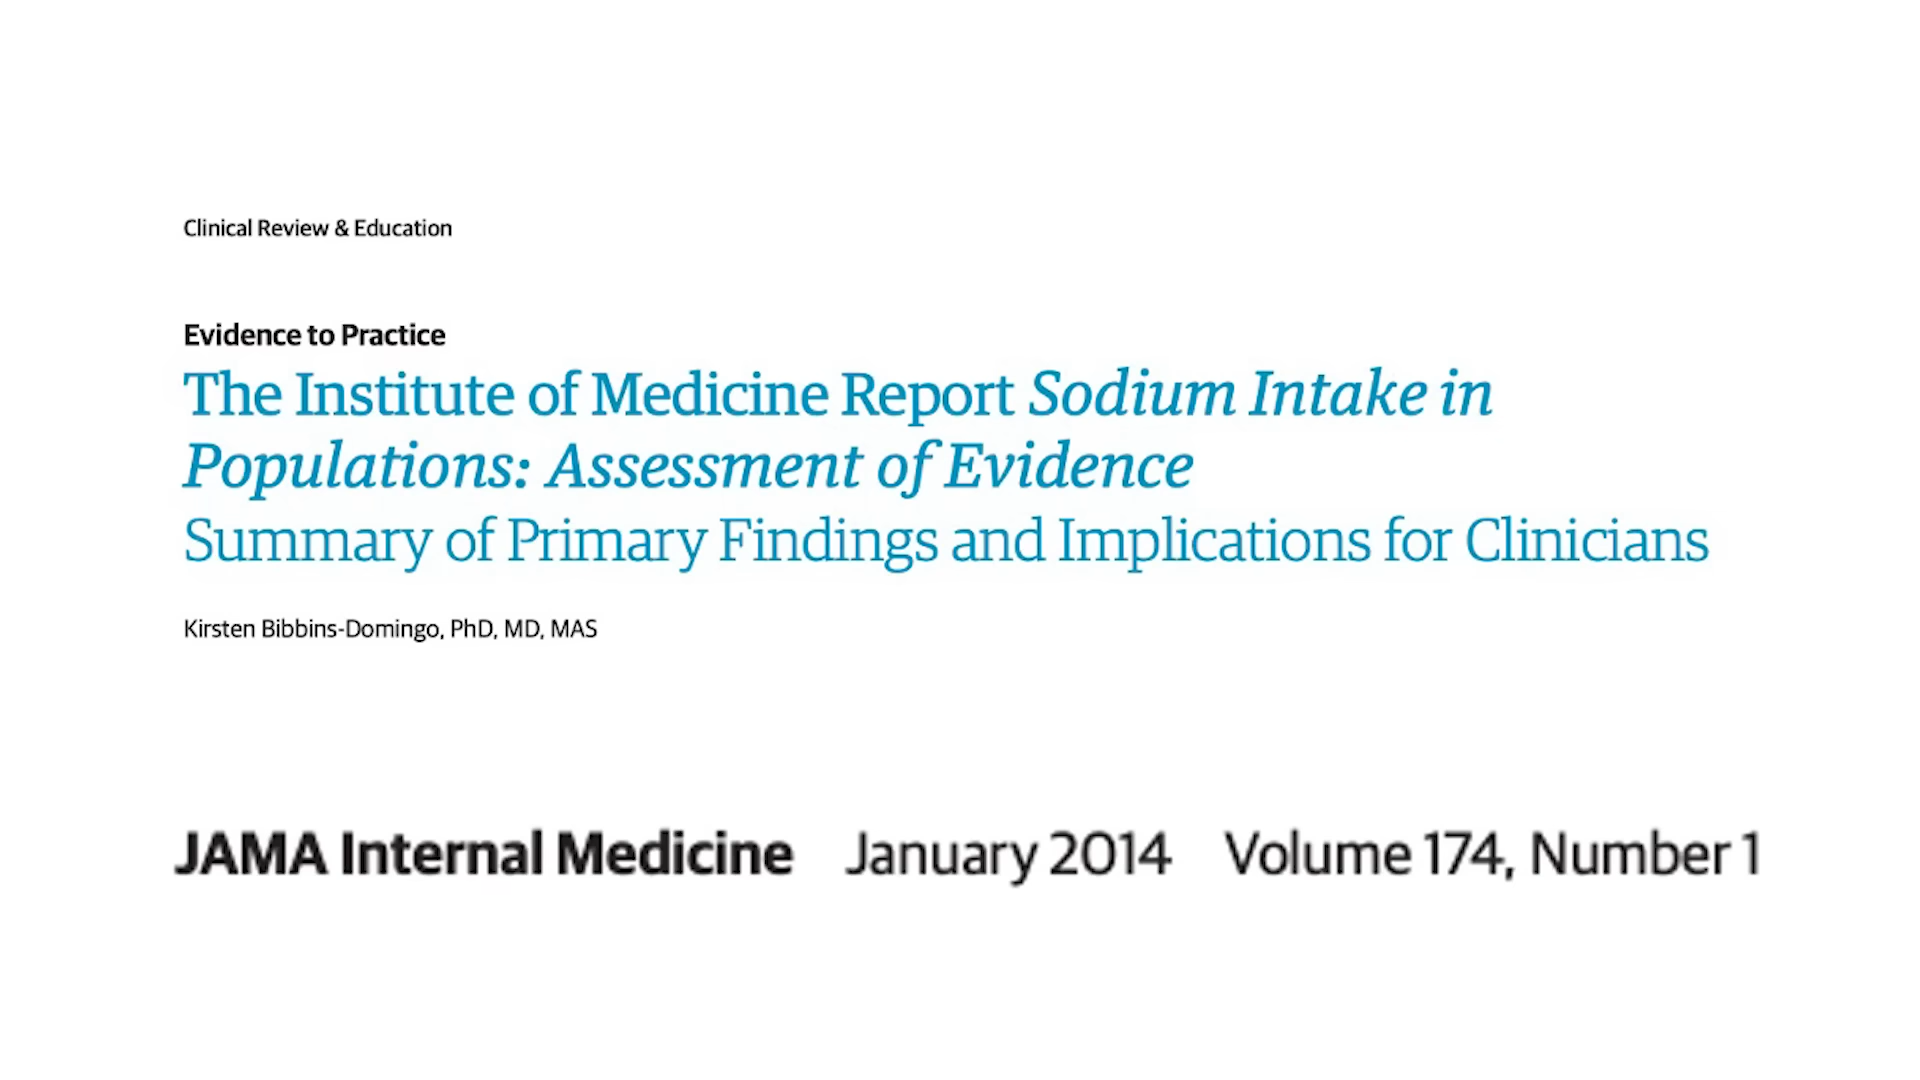 Clinical Review & Education
Evidence to Practice
The Institute of Medicine Report Sodium Intake in
Populations: Assessment of Evidence
Summary of Primary Findings and Implications for Clinicians
Kirsten Bibbins-Domingo, PhD, MD, MAS
JAMA Internal Medicine January 2014 Volume 174, Number 1